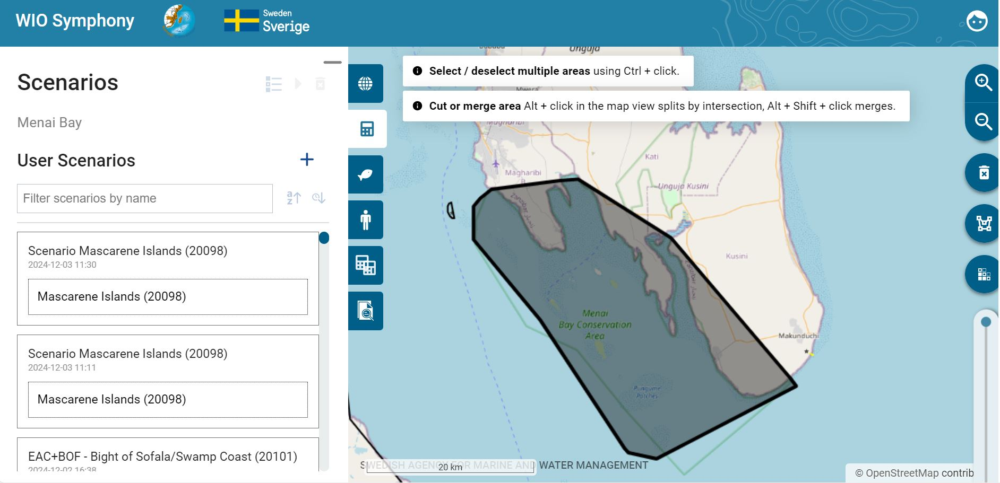 WIO Symphony
Sweden
Sverige
Scenarios
Menai Bay
User Scenarios
Filter scenarios by name
Scenario Mascarene Islands (20098)
2024-12-03 11:30
Mascarene Islands (20098)
Scenario Mascarene Islands (20098)
2024-12-03 11:11
Mascarene Islands (20098)
EAC+BOF - Bight of Sofala/Swamp Coast (20101)
2024-12-02 16:38
Unguja
Select / deselect multiple areas using Ctrl + click.
Mwera
Cut or merge area Alt + click in the map view splits by intersection, Alt + Shift + click merges.
Magharibi
Kati
Magharibi
B
Unguja Kusini
Zanzibar زنجبار
Kusini
Zanzibar زنجبار
Menai
Bay Conservation
Area
Makunduchi
Pungume
Patches
SWEDISH AGENCY FOR MARINE AND WATER MANAGEMENT
20 km
© OpenStreetMap contrib